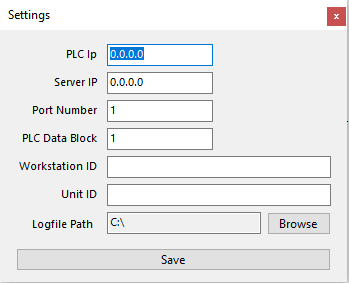 Settings x
PLC Ip 0.0.0.0
Server IP 0.0.0.0
Port Number 1
PLC Data Block 1
Workstation ID
Unit ID
Logfile Path C:\ Browse
Save